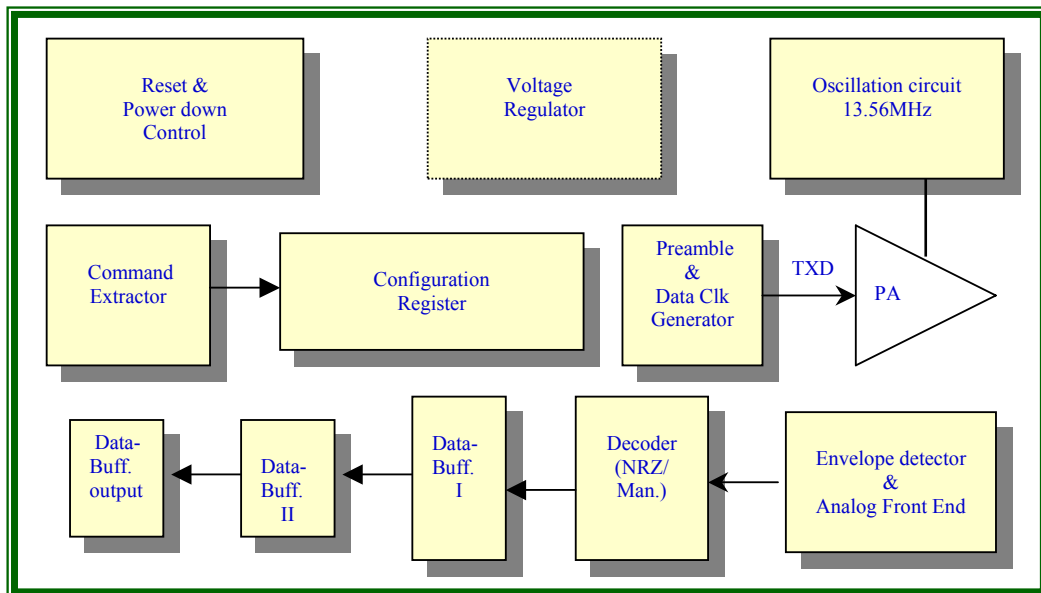 Reset &
Power down
Control
Voltage
Regulator
Oscillation circuit
13.56MHz
Command
Extractor
Configuration
Register
Preamble
&
Data Clk
Generator
TXD
PA
Data-
Buff.
output
Data-
Buff.
II
Data-
Buff.
I
Decoder
(NRZ/
Man.)
Envelope detector
&
Analog Front End